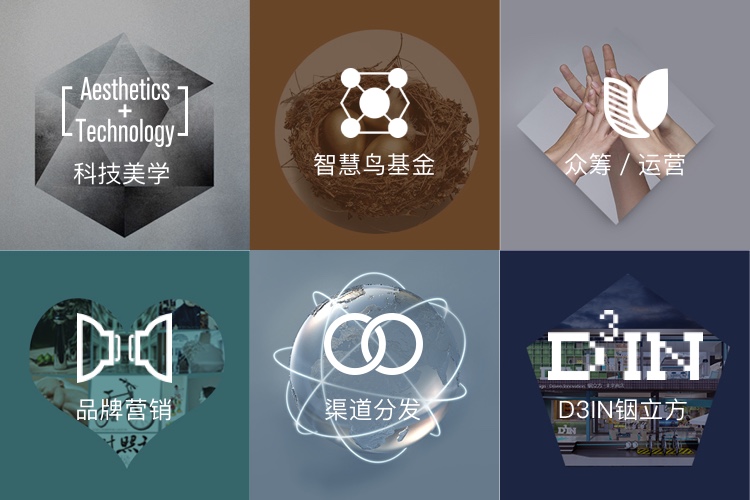 Aesthetics
+
Technology
科技美学
智慧鸟基金
众筹 / 运营
品牌营销
渠道分发
D3IN
D3IN铟立方